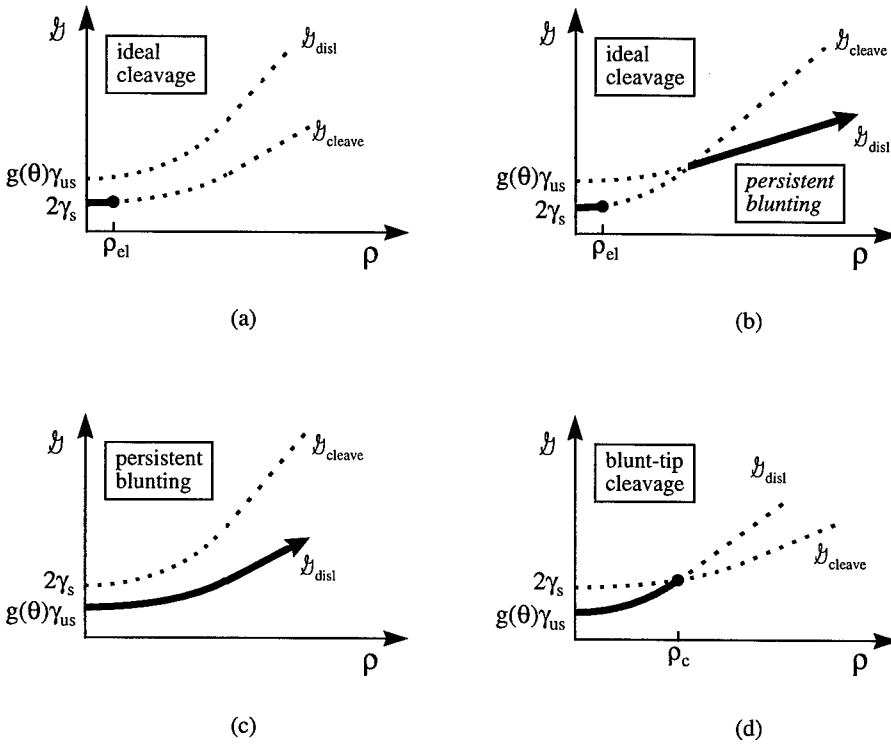 𝒢
ideal
cleavage
𝒢disl
𝒢cleave
g(θ)γus
2γs
ρel
ρ
(a)
𝒢
ideal
cleavage
𝒢cleave
𝒢disl
g(θ)γus
2γs
persistent
blunting
ρel
ρ
(b)
𝒢
persistent
blunting
𝒢cleave
𝒢disl
2γs
g(θ)γus
ρ
(c)
𝒢
blunt-tip
cleavage
𝒢disl
𝒢cleave
2γs
g(θ)γus
ρc
ρ
(d)